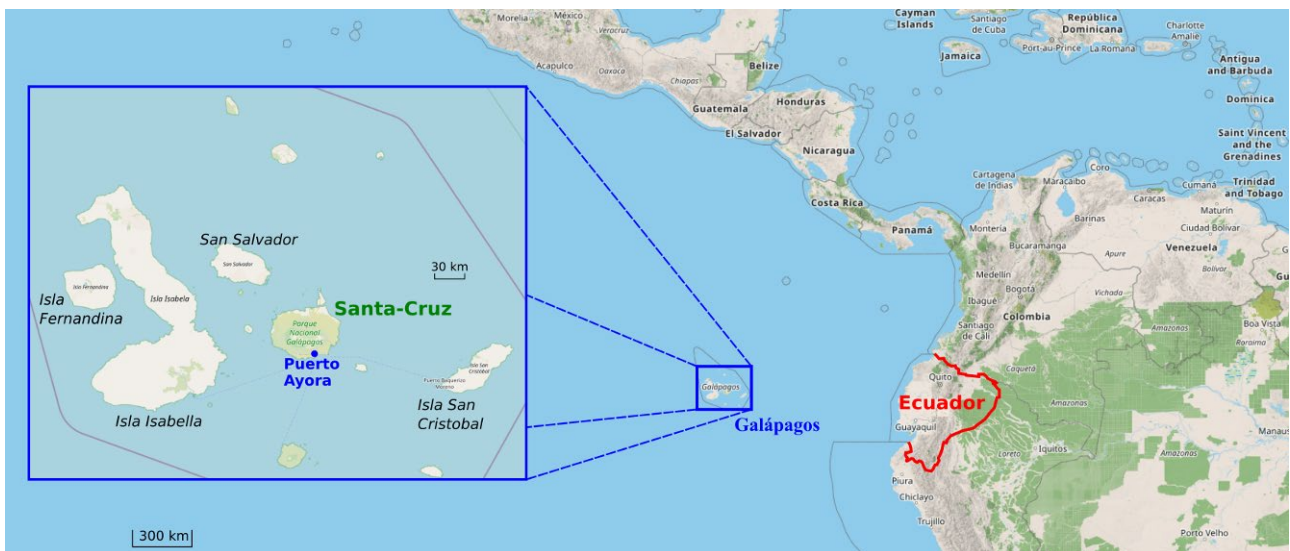 Morelia
México
Veracruz
Acapulco
Oaxaca
Chiapas
Belize
Guatemala
Honduras
El Salvador
Nicaragua
Costa Rica
Panamá
Cayman
Islands
Santiago
de Cuba
Jamaica
República
Dominicana
Port-au-Prince
La Romana
Charlotte
Amalie
Antigua
and Barbuda
Dominica
Saint Vincent
and the
Grenadines
Trinidad
and Tobago
Cartagena
de Indias
Maracaibo
Coro
Caracas
Cumaná
Maturín
Ciudad Bolívar
Barinas
Montería
Bucaramanga
Apure
Venezuela
Bolívar
Medellín
Ibagué
Bogotá
Vichada
Colombia
Santiago
de Cali
Amazonas
Boa Vista
Roraima
Caquetá
Amazonas
Quito
Ecuador
Guayaquil
Iquitos
Loreto
Amazonas
Manaus
Piura
Chiclayo
Trujillo
Porto Velho
San Salvador
San Salvador
30 km
Isla Fernandina
Isla
Fernandina
Isla Isabela
Santa-Cruz
Parque
Nacional
Galápagos
Puerto
Ayora
Isla San
Cristóbal
Puerto Baquerizo
Moreno
Isla San
Cristobal
Isla Isabella
Galápagos
Galápagos
300 km